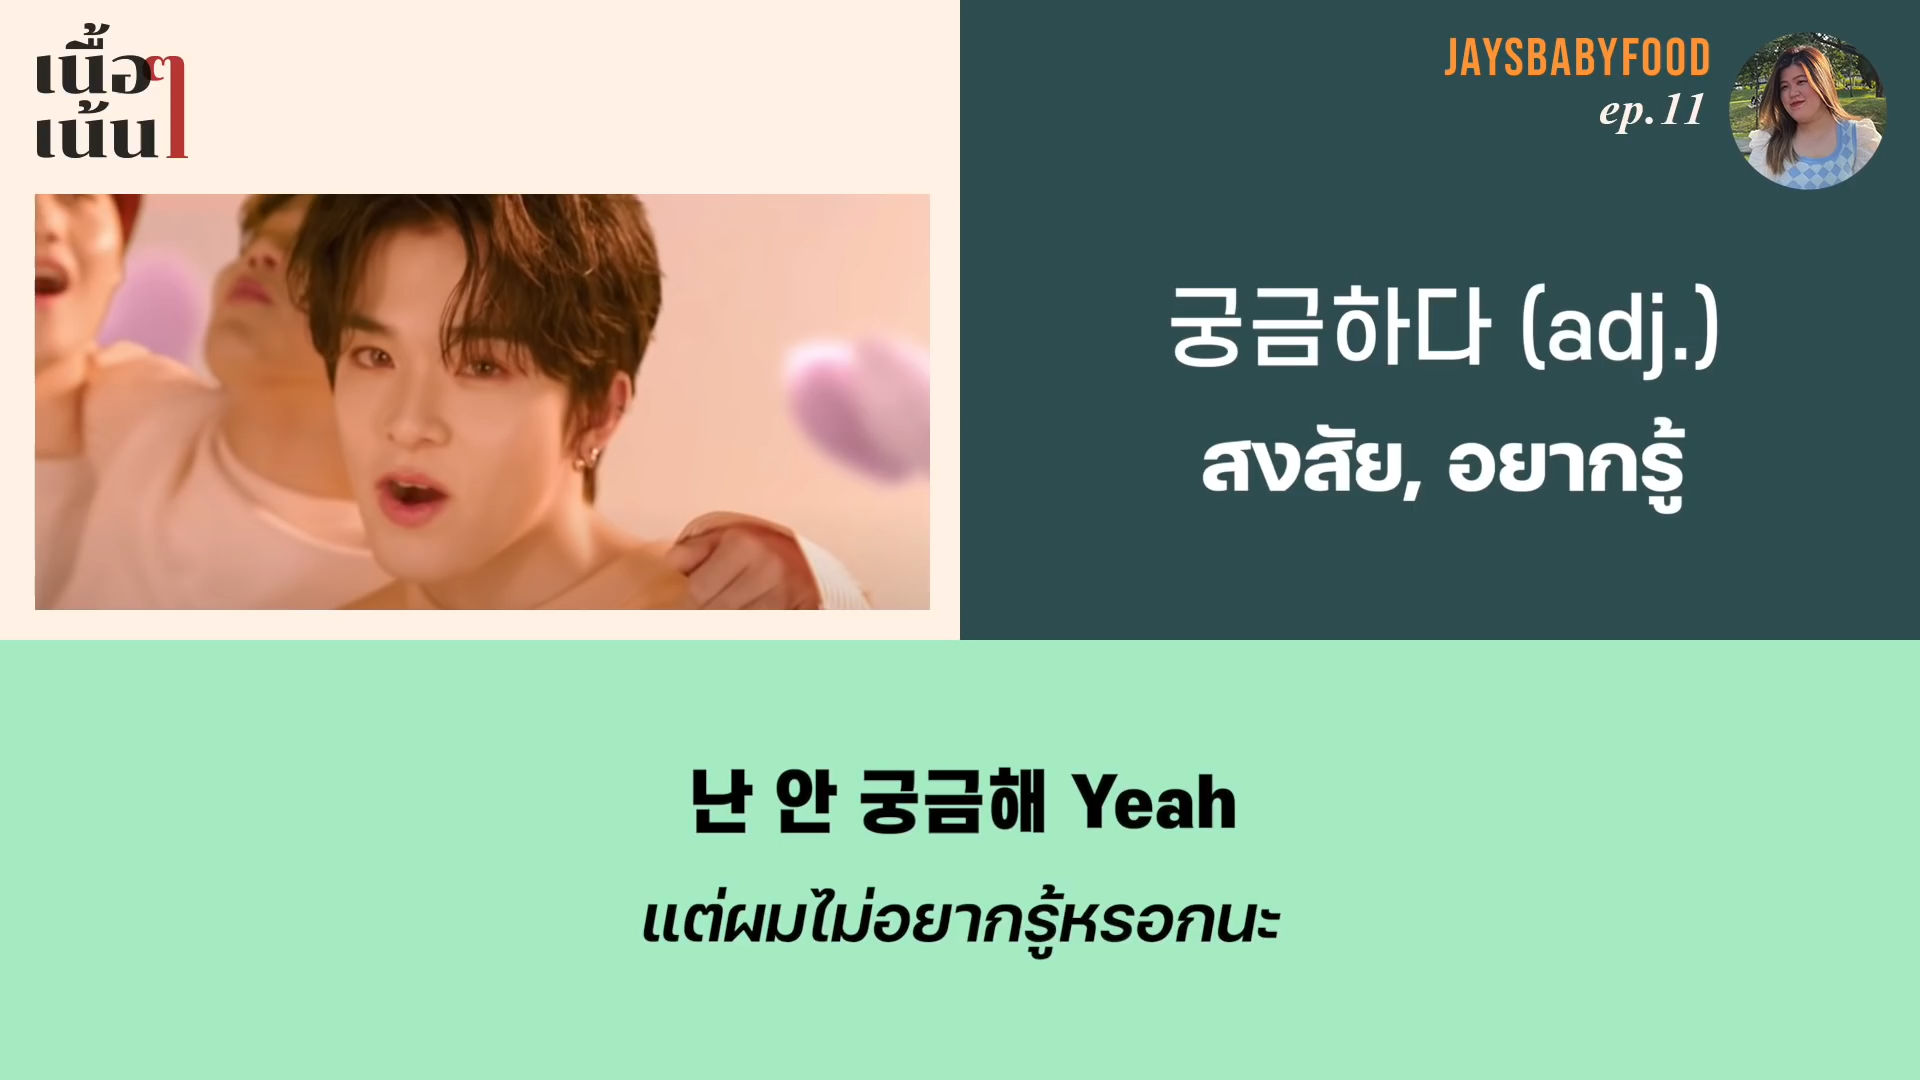 เนื้อๆ
เน้นๆ
JAYSBABYFOOD
ep.11
궁금하다 (adj.)
สงสัย, อยากรู้
난 안 궁금해 Yeah
แต่ผมไม่อยากรู้หรอกนะ